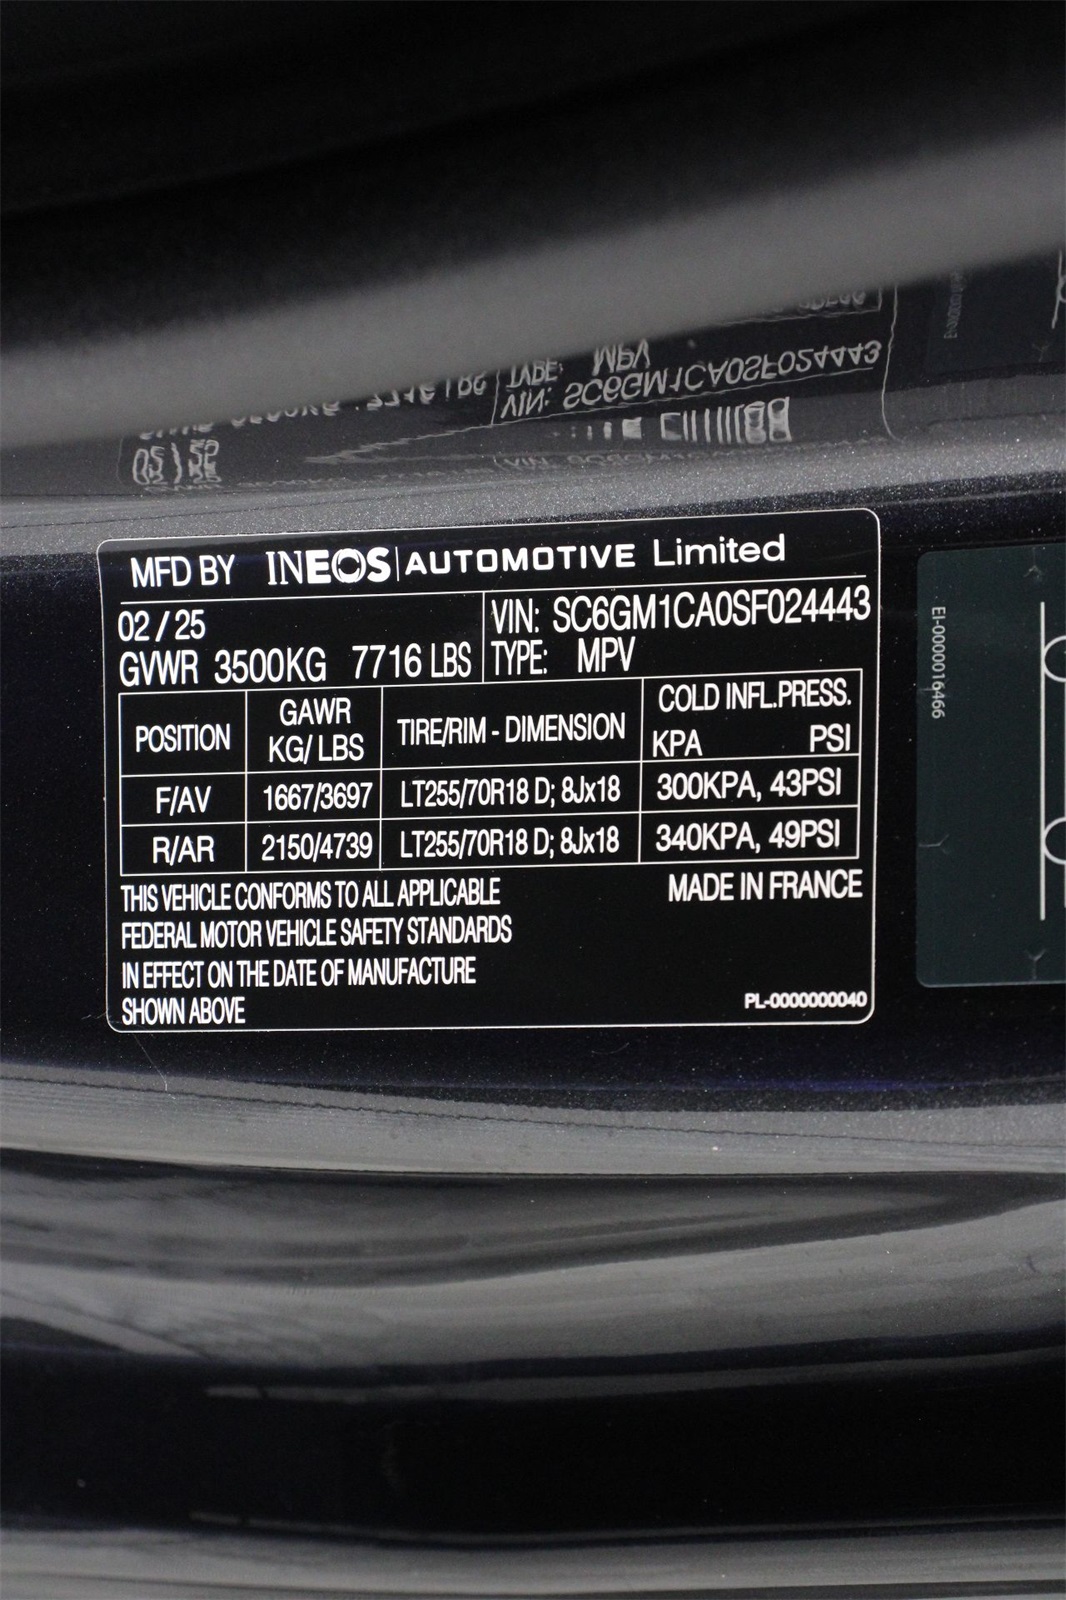 MFD BY INEOS | AUTOMOTIVE Limited
02 / 25
VIN: SC6GM1CA0SF024443
GVWR 3500KG 7716 LBS
TYPE: MPV
POSITION GAWR KG/ LBS TIRE/RIM - DIMENSION COLD INFL.PRESS. KPA PSI
F/AV 1667/3697 LT255/70R18 D; 8Jx18 300KPA, 43PSI
R/AR 2150/4739 LT255/70R18 D; 8Jx18 340KPA, 49PSI
THIS VEHICLE CONFORMS TO ALL APPLICABLE
MADE IN FRANCE
FEDERAL MOTOR VEHICLE SAFETY STANDARDS
IN EFFECT ON THE DATE OF MANUFACTURE
SHOWN ABOVE
PL-0000000040
EI-0000016466